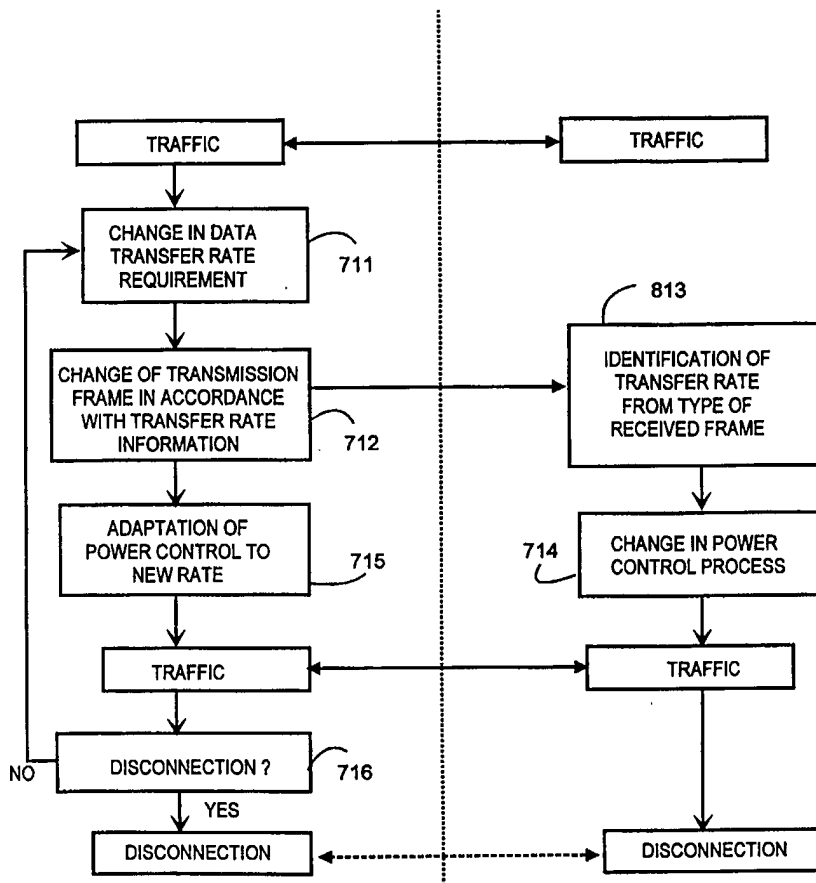 TRAFFIC
TRAFFIC
CHANGE IN DATA
TRANSFER RATE
REQUIREMENT
711
813
CHANGE OF TRANSMISSION
FRAME IN ACCORDANCE
WITH TRANSFER RATE
INFORMATION
712
IDENTIFICATION OF
TRANSFER RATE
FROM TYPE OF
RECEIVED FRAME
ADAPTATION OF
POWER CONTROL TO
NEW RATE
715
714
CHANGE IN POWER
CONTROL PROCESS
TRAFFIC
TRAFFIC
DISCONNECTION ?
716
NO
YES
DISCONNECTION
DISCONNECTION